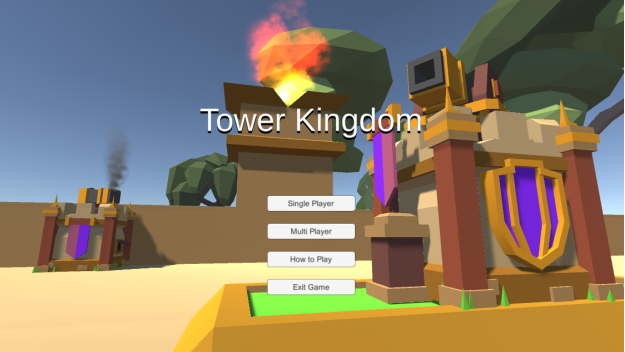 Tower Kingdom
Single Player
Multi Player
How to Play
Exit Game